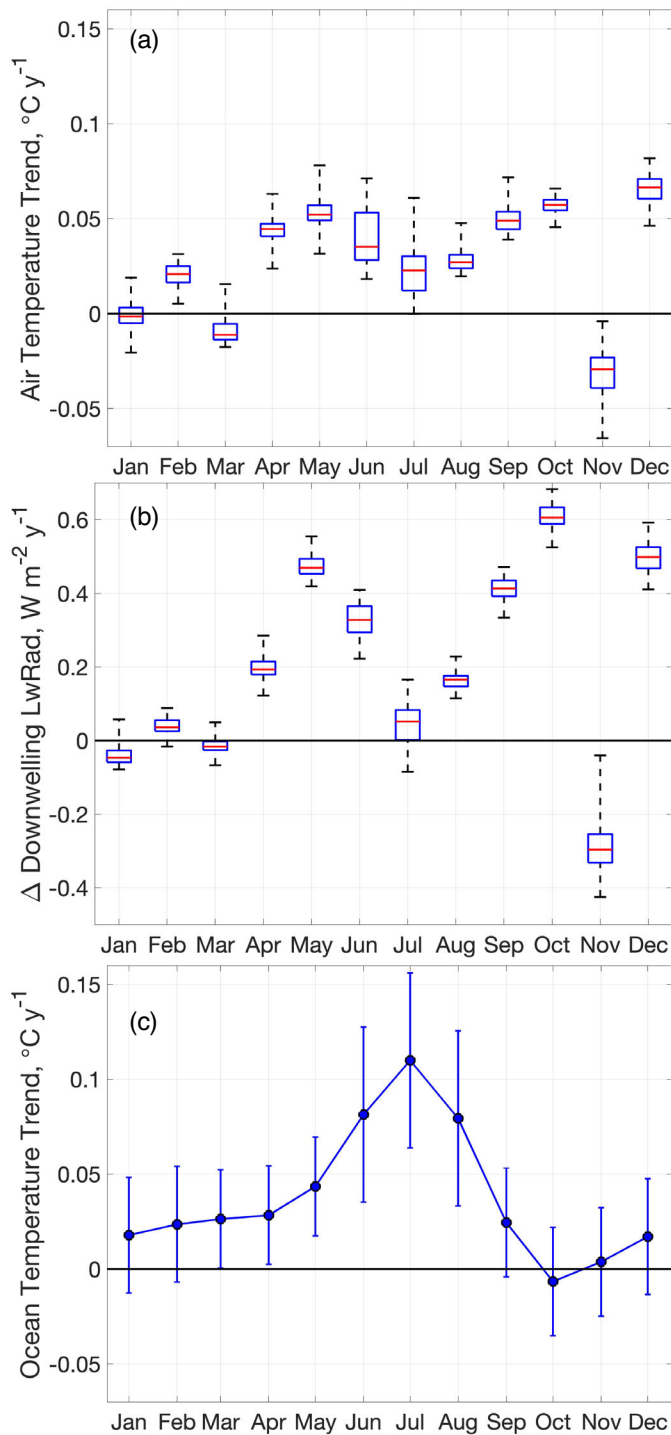 (a)
Air Temperature Trend, °C y⁻¹
0.15
0.1
0.05
0
-0.05
Jan Feb Mar Apr May Jun Jul Aug Sep Oct Nov Dec
(b)
Δ Downwelling LwRad, W m⁻² y⁻¹
0.6
0.4
0.2
0
-0.2
-0.4
Jan Feb Mar Apr May Jun Jul Aug Sep Oct Nov Dec
(c)
Ocean Temperature Trend, °C y⁻¹
0.15
0.1
0.05
0
-0.05
Jan Feb Mar Apr May Jun Jul Aug Sep Oct Nov Dec